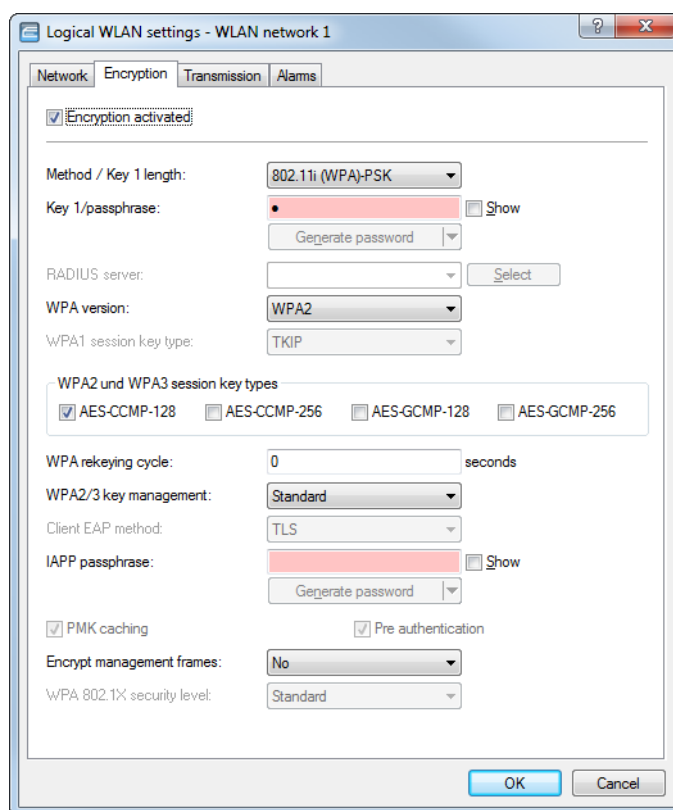 Logical WLAN settings - WLAN network 1
Network Encryption Transmission Alarms
Encryption activated
Method / Key 1 length: 802.11i (WPA)-PSK
Key 1/passphrase: ● Show
Generate password
RADIUS server: Select
WPA version: WPA2
WPA1 session key type: TKIP
WPA2 und WPA3 session key types
AES-CCMP-128 AES-CCMP-256 AES-GCMP-128 AES-GCMP-256
WPA rekeying cycle: 0 seconds
WPA2/3 key management: Standard
Client EAP method: TLS
IAPP passphrase: Show
Generate password
PMK caching Pre authentication
Encrypt management frames: No
WPA 802.1X security level: Standard
OK Cancel